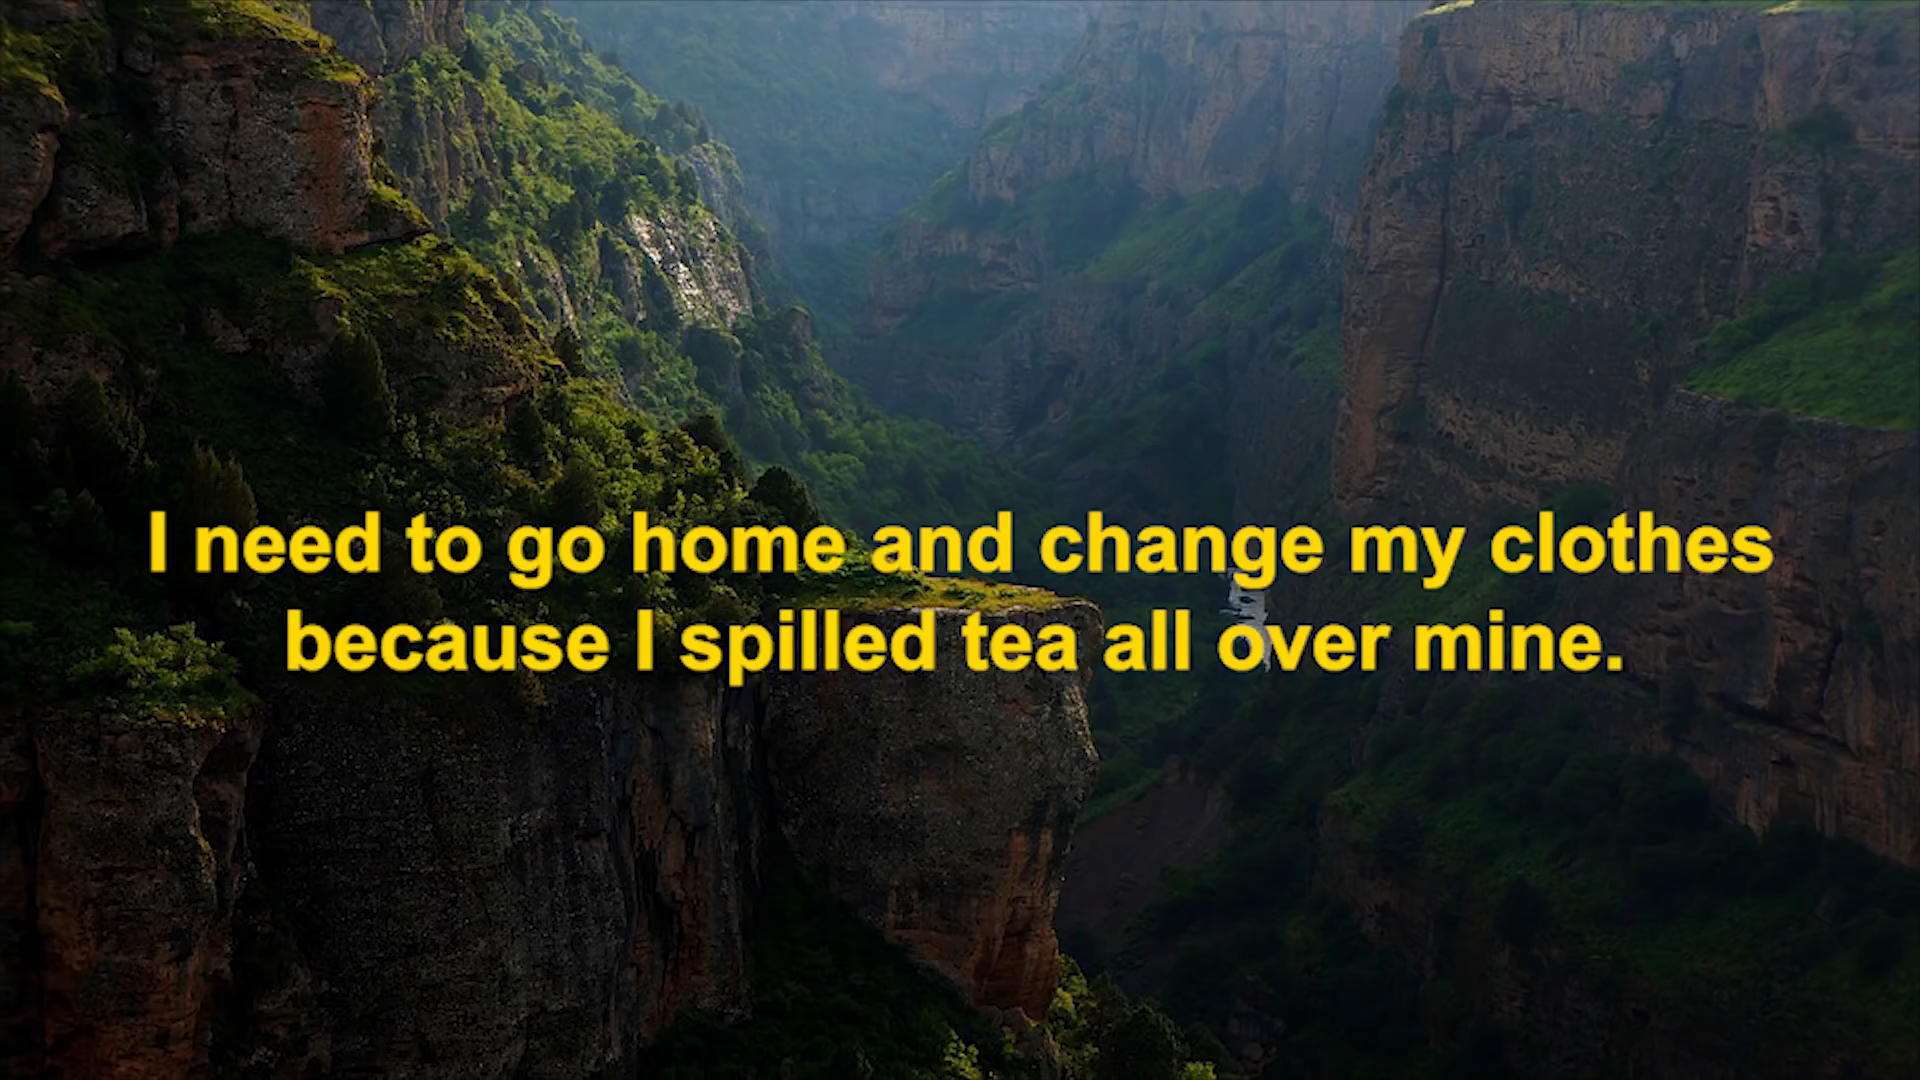 I need to go home and change my clothes
because I spilled tea all over mine.